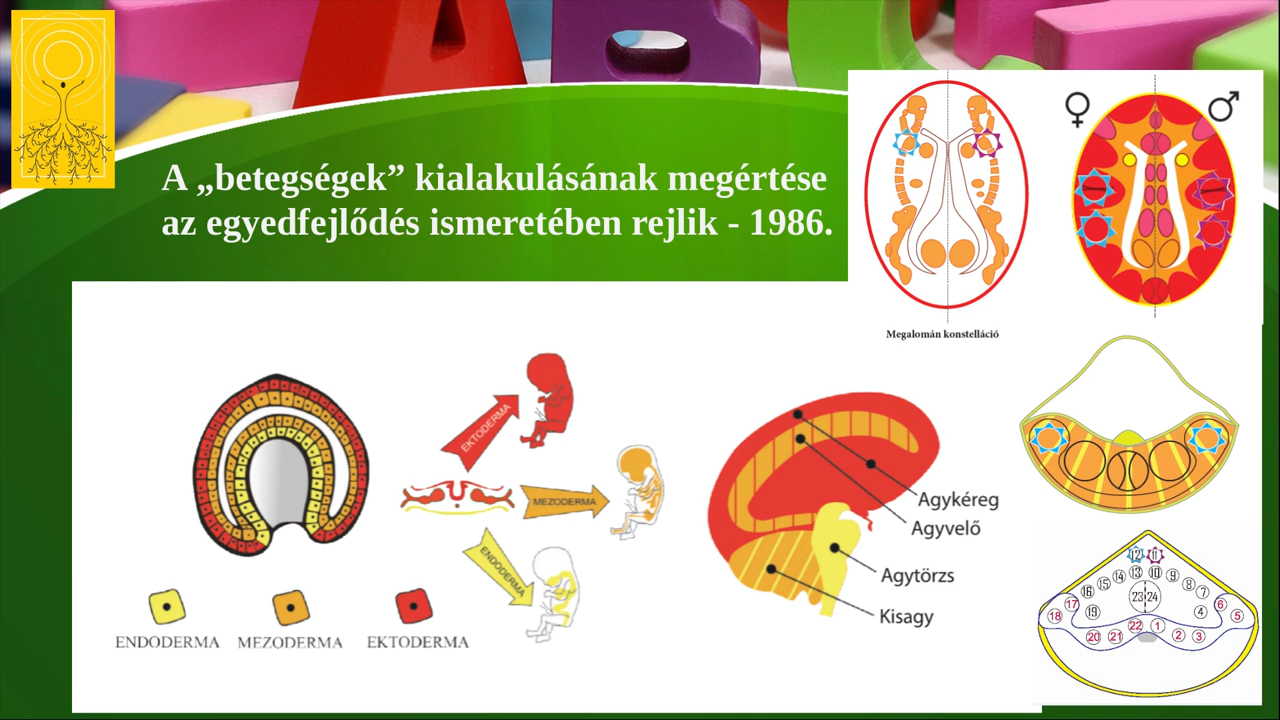 A „betegségek” kialakulásának megértése
az egyedfejlődés ismeretében rejlik - 1986.
♀ ♂
Megalomán konstelláció
EKTODERMA
MEZODERMA
ENDODERMA
ENDODERMA MEZODERMA EKTODERMA
Agykéreg
Agyvelő
Agytörzs
Kisagy
12 11
16 15 14 13 10 9 8 7
18 17 19 23 24 4 6 5
20 21 22 1 2 3